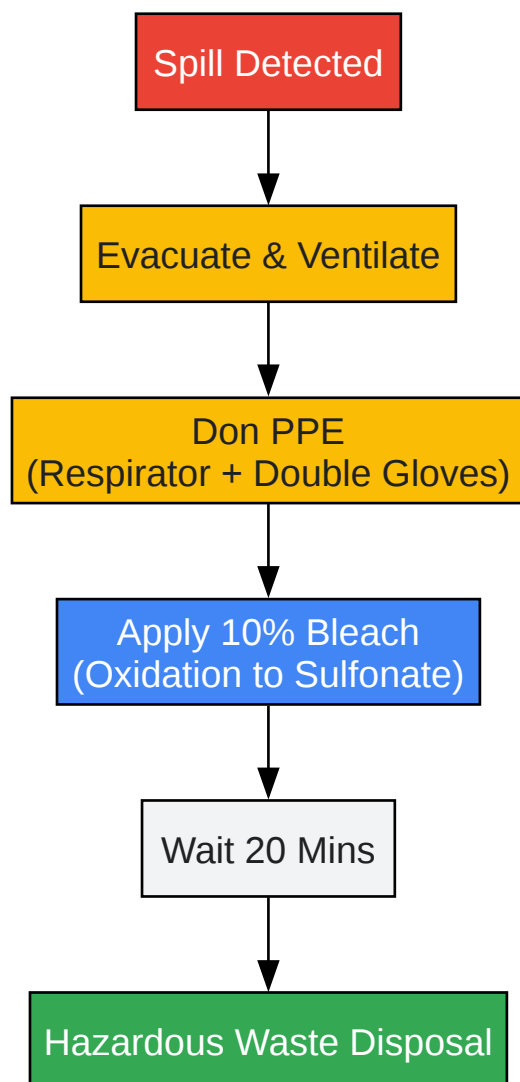 Spill Detected
Evacuate & Ventilate
Don PPE
(Respirator + Double Gloves)
Apply 10% Bleach
(Oxidation to Sulfonate)
Wait 20 Mins
Hazardous Waste Disposal